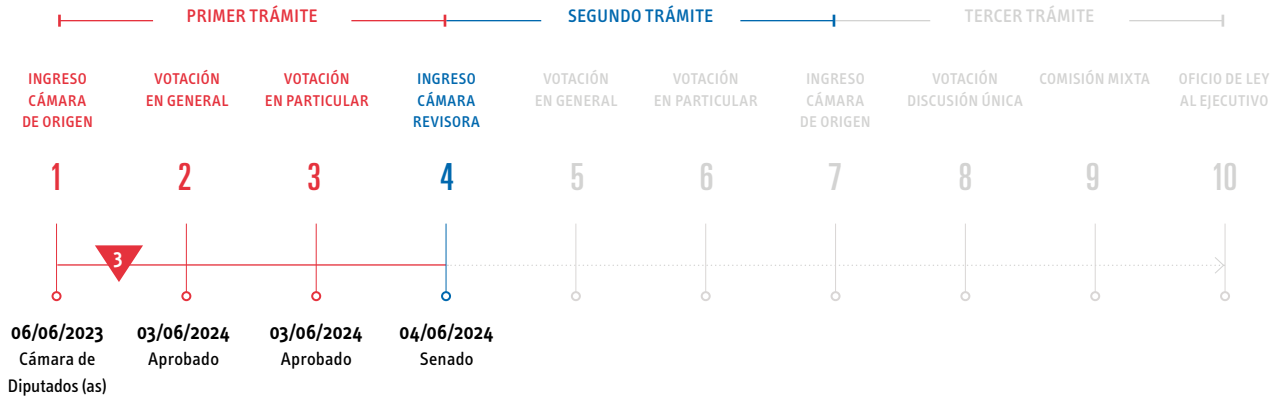 PRIMER TRÁMITE
SEGUNDO TRÁMITE
TERCER TRÁMITE
INGRESO
CÁMARA
DE ORIGEN
VOTACIÓN
EN GENERAL
VOTACIÓN
EN PARTICULAR
INGRESO
CÁMARA
REVISORA
VOTACIÓN
EN GENERAL
VOTACIÓN
EN PARTICULAR
INGRESO
CÁMARA
DE ORIGEN
VOTACIÓN
DISCUSIÓN ÚNICA
COMISIÓN MIXTA
OFICIO DE LEY
AL EJECUTIVO
1
2
3
4
5
6
7
8
9
10
3
06/06/2023
Cámara de
Diputados (as)
03/06/2024
Aprobado
03/06/2024
Aprobado
04/06/2024
Senado